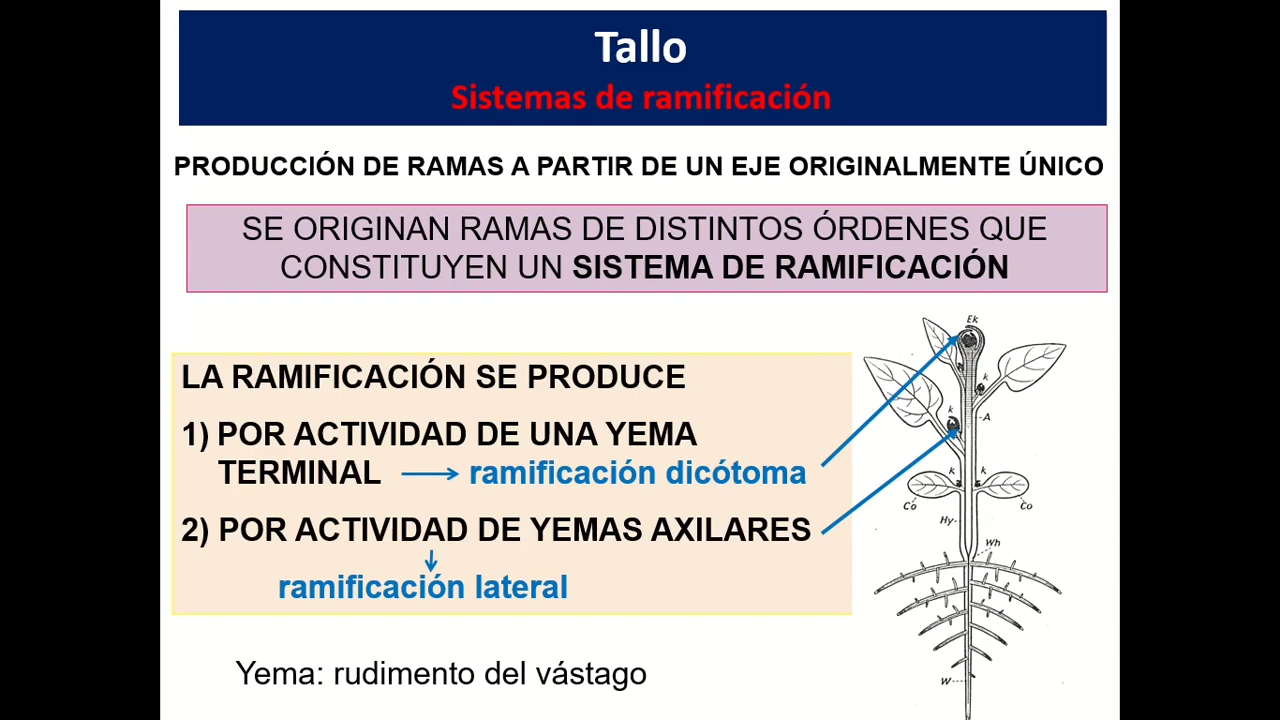 Tallo
Sistemas de ramificación
PRODUCCIÓN DE RAMAS A PARTIR DE UN EJE ORIGINALMENTE ÚNICO
SE ORIGINAN RAMAS DE DISTINTOS ÓRDENES QUE
CONSTITUYEN UN SISTEMA DE RAMIFICACIÓN
LA RAMIFICACIÓN SE PRODUCE
1) POR ACTIVIDAD DE UNA YEMA
TERMINAL ramificación dicótoma
2) POR ACTIVIDAD DE YEMAS AXILARES
ramificación lateral
Yema: rudimento del vástago
Ek
k
k
A
k
k
Co
Co
Hy
Wh
W